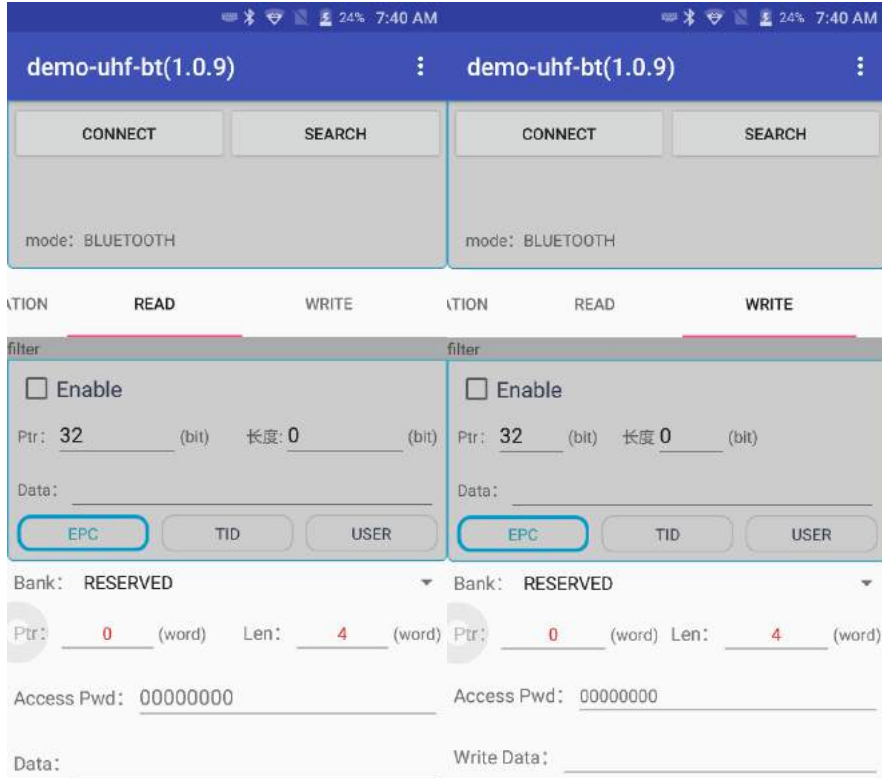 24% 7:40 AM
demo-uhf-bt(1.0.9)
CONNECT SEARCH
mode: BLUETOOTH
ATION READ WRITE
filter
Enable
Ptr: 32 (bit) 长度: 0 (bit)
Data:
EPC TID USER
Bank: RESERVED
Ptr: 0 (word) Len: 4 (word)
Access Pwd: 00000000
Data:
24% 7:40 AM
demo-uhf-bt(1.0.9)
CONNECT SEARCH
mode: BLUETOOTH
ATION READ WRITE
filter
Enable
Ptr: 32 (bit) 长度 0 (bit)
Data:
EPC TID USER
Bank: RESERVED
Ptr: 0 (word) Len: 4 (word)
Access Pwd: 00000000
Write Data: